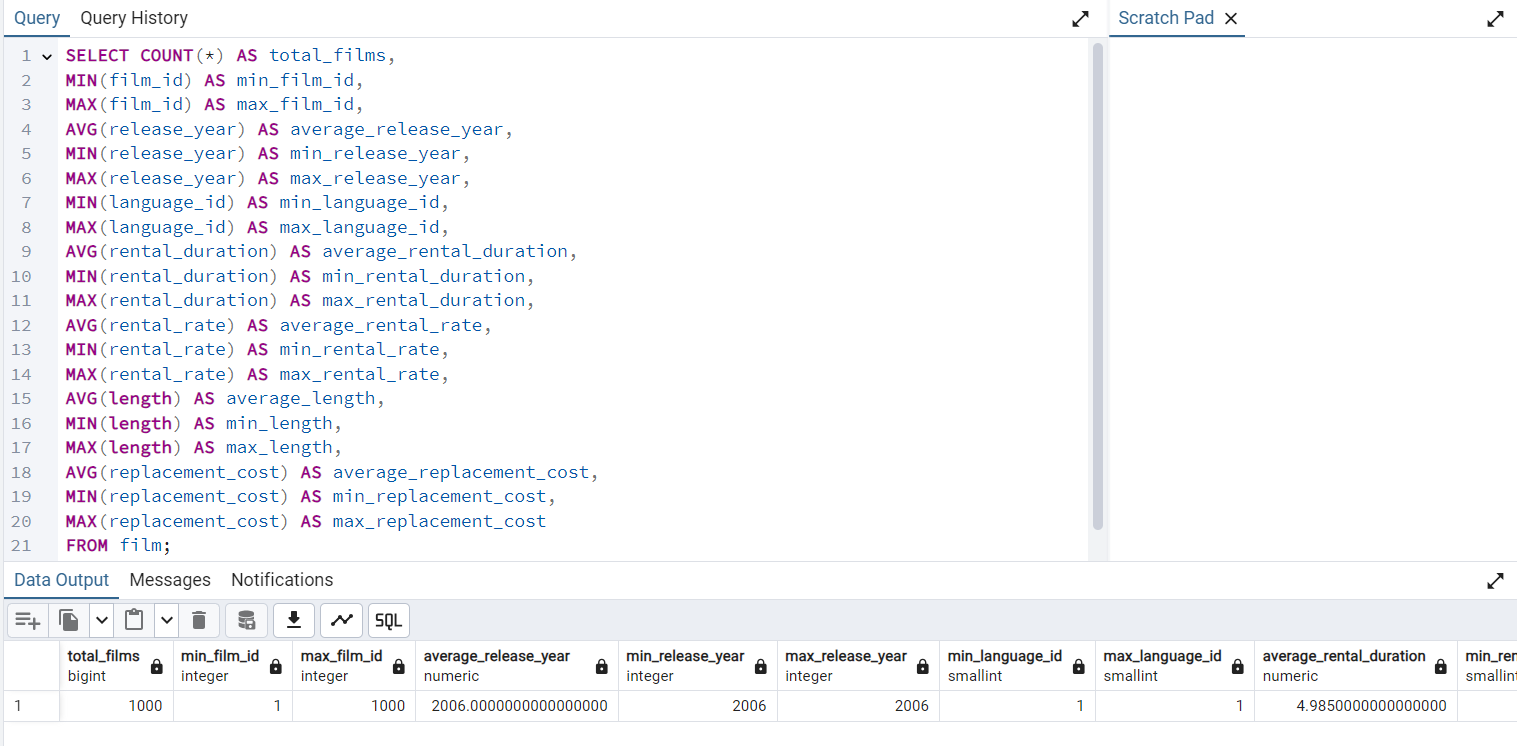 Query Query History Scratch Pad
1 SELECT COUNT(*) AS total_films,
2 MIN(film_id) AS min_film_id,
3 MAX(film_id) AS max_film_id,
4 AVG(release_year) AS average_release_year,
5 MIN(release_year) AS min_release_year,
6 MAX(release_year) AS max_release_year,
7 MIN(language_id) AS min_language_id,
8 MAX(language_id) AS max_language_id,
9 AVG(rental_duration) AS average_rental_duration,
10 MIN(rental_duration) AS min_rental_duration,
11 MAX(rental_duration) AS max_rental_duration,
12 AVG(rental_rate) AS average_rental_rate,
13 MIN(rental_rate) AS min_rental_rate,
14 MAX(rental_rate) AS max_rental_rate,
15 AVG(length) AS average_length,
16 MIN(length) AS min_length,
17 MAX(length) AS max_length,
18 AVG(replacement_cost) AS average_replacement_cost,
19 MIN(replacement_cost) AS min_replacement_cost,
20 MAX(replacement_cost) AS max_replacement_cost
21 FROM film;
Data Output Messages Notifications
SQL
total_films min_film_id max_film_id average_release_year min_release_year max_release_year min_language_id max_language_id average_rental_duration min_ren
bigint integer integer numeric integer integer smallint smallint numeric smallint
1 1000 1 1000 2006.0000000000000000 2006 2006 1 1 4.9850000000000000